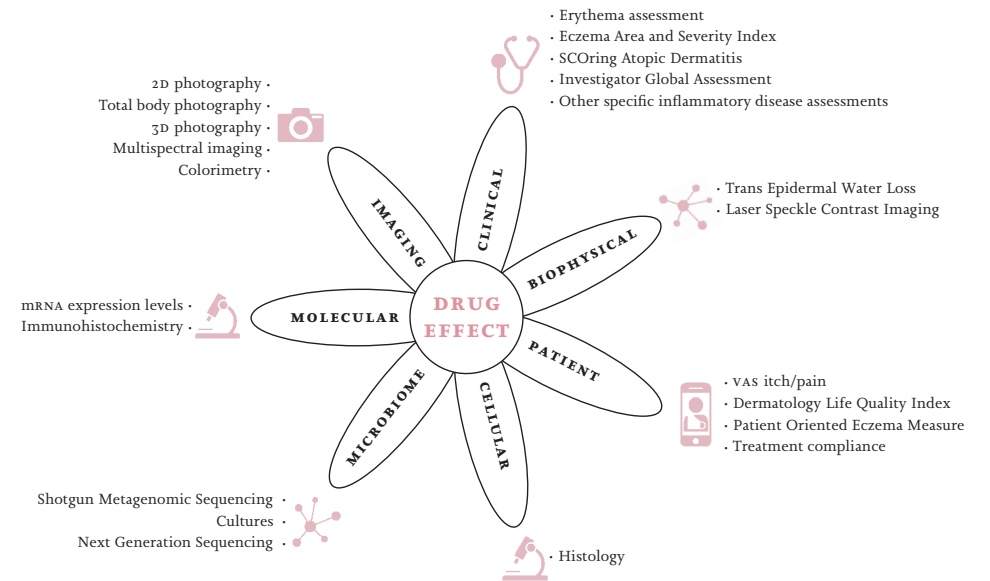 · Erythema assessment
· Eczema Area and Severity Index
· SCOring Atopic Dermatitis
· Investigator Global Assessment
· Other specific inflammatory disease assessments
2D photography ·
Total body photography ·
3D photography ·
Multispectral imaging ·
Colorimetry ·
· Trans Epidermal Water Loss
· Laser Speckle Contrast Imaging
IMAGING
CLINICAL
BIOPHYSICAL
mRNA expression levels ·
Immunohistochemistry ·
MOLECULAR
DRUG
EFFECT
PATIENT
· VAS itch/pain
· Dermatology Life Quality Index
· Patient Oriented Eczema Measure
· Treatment compliance
MICROBIOME
CELLULAR
Shotgun Metagenomic Sequencing ·
Cultures ·
Next Generation Sequencing ·
· Histology